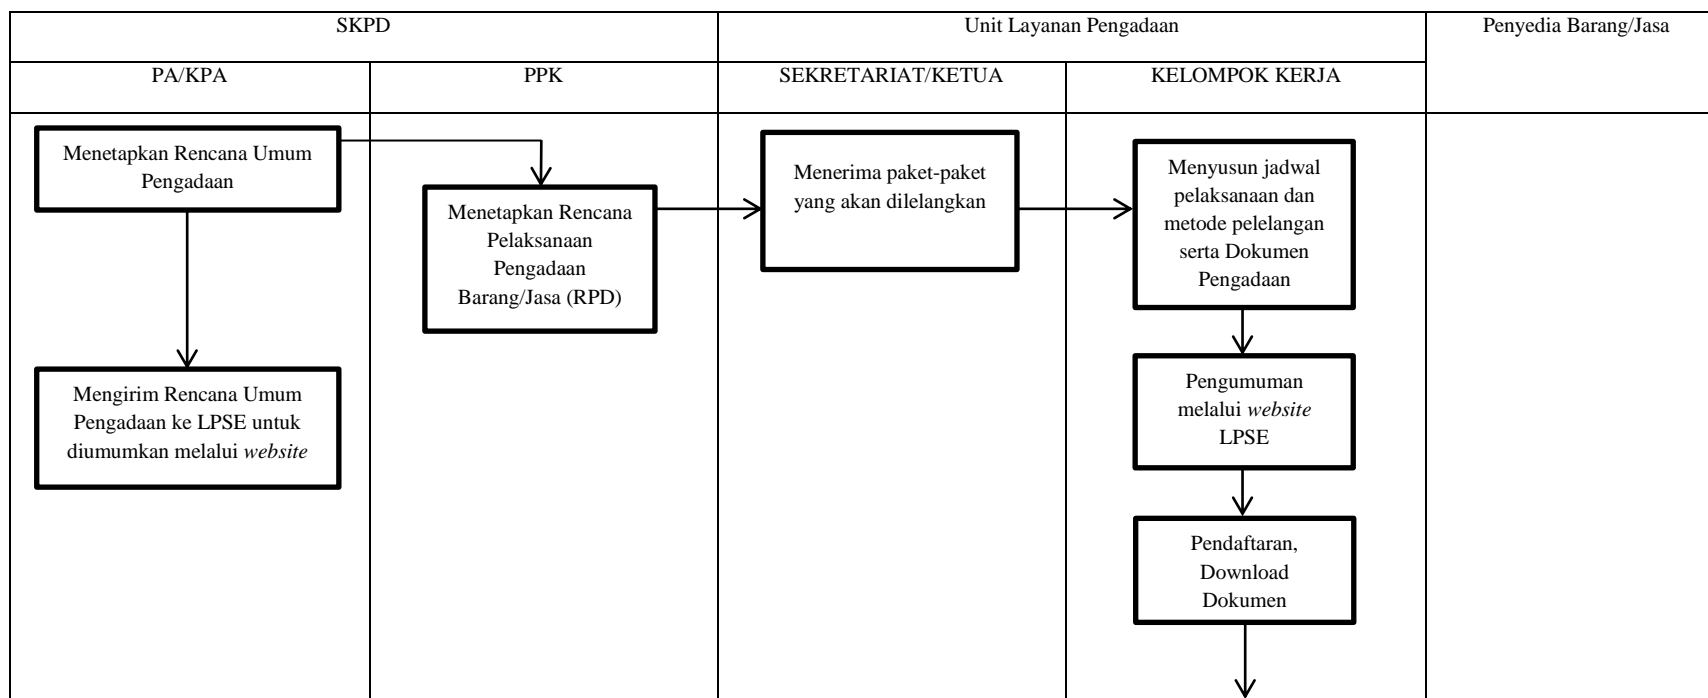 SKPD
Unit Layanan Pengadaan
Penyedia Barang/Jasa
PA/KPA
PPK
SEKRETARIAT/KETUA
KELOMPOK KERJA
Menetapkan Rencana Umum
Pengadaan
Mengirim Rencana Umum
Pengadaan ke LPSE untuk
diumumkan melalui website
Menetapkan Rencana
Pelaksanaan
Pengadaan
Barang/Jasa (RPD)
Menerima paket-paket
yang akan dilelangkan
Menyusun jadwal
pelaksanaan dan
metode pelelangan
serta Dokumen
Pengadaan
Pengumuman
melalui website
LPSE
Pendaftaran,
Download
Dokumen